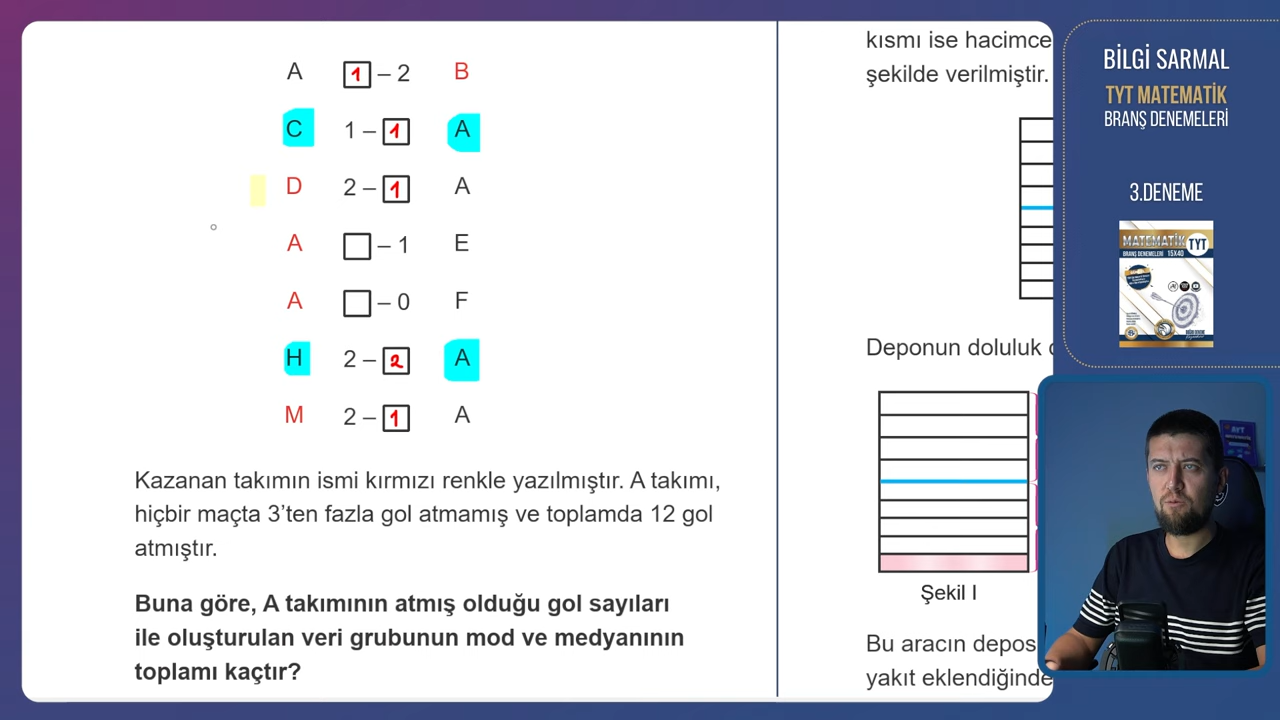 A 1 – 2 B
C 1 – 1 A
D 2 – 1 A
A – 1 E
A – 0 F
H 2 – 2 A
M 2 – 1 A
Kazanan takımın ismi kırmızı renkle yazılmıştır. A takımı,
hiçbir maçta 3’ten fazla gol atmamış ve toplamda 12 gol
atmıştır.
Buna göre, A takımının atmış olduğu gol sayıları
ile oluşturulan veri grubunun mod ve medyanının
toplamı kaçtır?
kısmı ise hacimce
şekilde verilmiştir.
Deponun doluluk
Şekil I
Bu aracın depos
yakıt eklendiğinde
BİLGİ SARMAL
TYT MATEMATİK
BRANŞ DENEMELERİ
3.DENEME
MATEMATİK TYT
BRANŞ DENEMELERİ 15X40
AYT